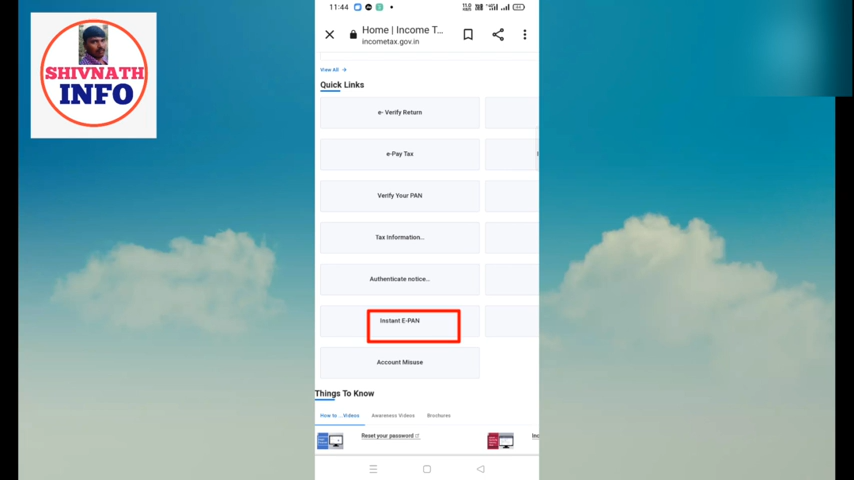 SHIVNATH
INFO
11:44
Home | Income T...
incometax.gov.in
View All
Quick Links
e- Verify Return
e-Pay Tax
Verify Your PAN
Tax Information...
Authenticate notice...
Instant E-PAN
Account Misuse
Things To Know
How to ... Videos
Awareness Videos
Brochures
Reset your password